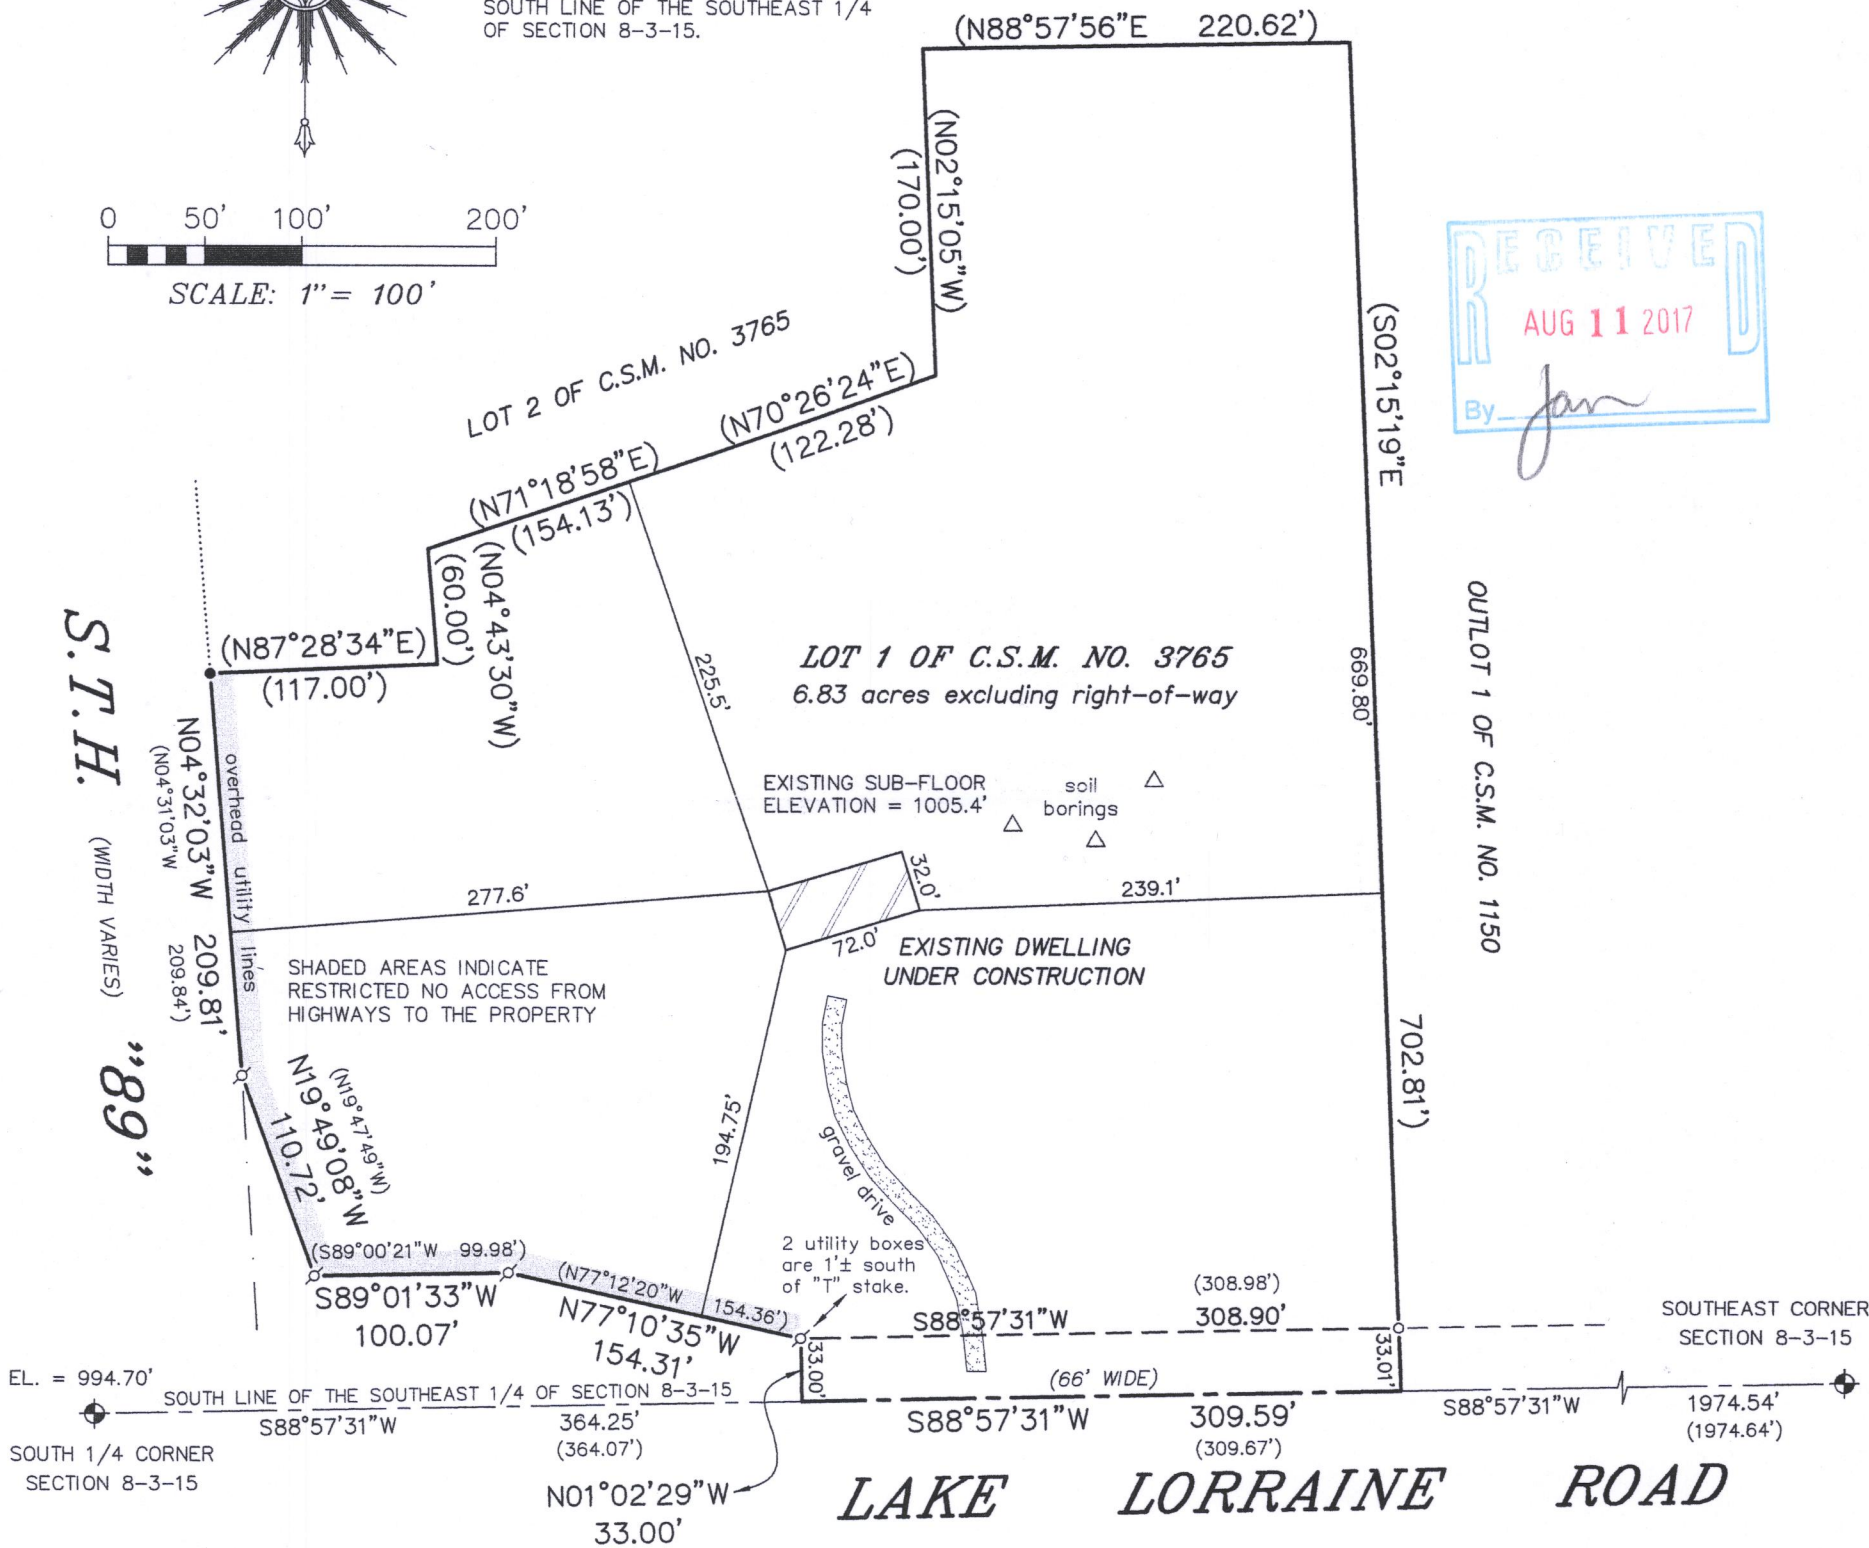 SOUTH LINE OF THE SOUTHEAST 1/4
OF SECTION 8-3-15.
(N88°57'56"E 220.62')
(N02°15'05"W)
(170.00')
0 50' 100' 200'
SCALE: 1"= 100'
RECEIVED
AUG 11 2017
By Jan
LOT 2 OF C.S.M. NO. 3765
(N70°26'24"E)
(122.28')
(S02°15'19"E
702.81')
669.80'
(N71°18'58"E)
(154.13')
(N04°43'30"W)
(60.00')
OUTLOT 1 OF C.S.M. NO. 1150
S.T.H. "89"
(WIDTH VARIES)
(N87°28'34"E)
(117.00')
225.5'
LOT 1 OF C.S.M. NO. 3765
6.83 acres excluding right-of-way
N04°32'03"W 209.81'
(N04°31'03"W 209.84')
overhead utility lines
EXISTING SUB-FLOOR
ELEVATION = 1005.4'
soil
borings
277.6'
32.0'
239.1'
72.0'
EXISTING DWELLING
UNDER CONSTRUCTION
SHADED AREAS INDICATE
RESTRICTED NO ACCESS FROM
HIGHWAYS TO THE PROPERTY
(N19°47'49"W)
N19°49'08"W
110.72'
194.75'
gravel drive
2 utility boxes
are 1'± south
of "T" stake.
(S89°00'21"W 99.98')
S89°01'33"W
100.07'
(N77°12'20"W 154.36')
N77°10'35"W
154.31'
(308.98')
S88°57'31"W 308.90'
SOUTHEAST CORNER
SECTION 8-3-15
33.00'
33.01'
(66' WIDE)
EL. = 994.70'
SOUTH LINE OF THE SOUTHEAST 1/4 OF SECTION 8-3-15
S88°57'31"W 364.25'
(364.07')
S88°57'31"W 309.59'
(309.67')
S88°57'31"W 1974.54'
(1974.64')
SOUTH 1/4 CORNER
SECTION 8-3-15
N01°02'29"W
33.00'
LAKE LORRAINE ROAD